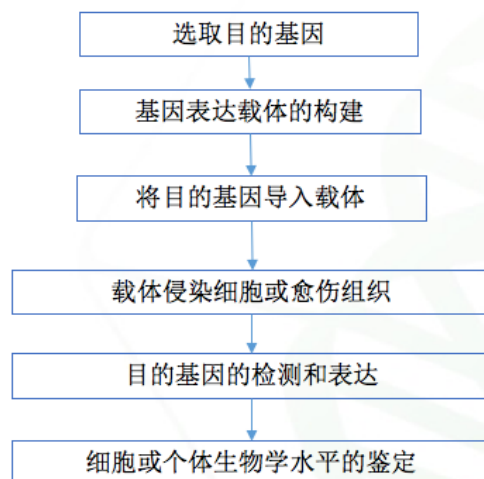 选取目的基因
基因表达载体的构建
将目的基因导入载体
载体侵染细胞或愈伤组织
目的基因的检测和表达
细胞或个体生物学水平的鉴定